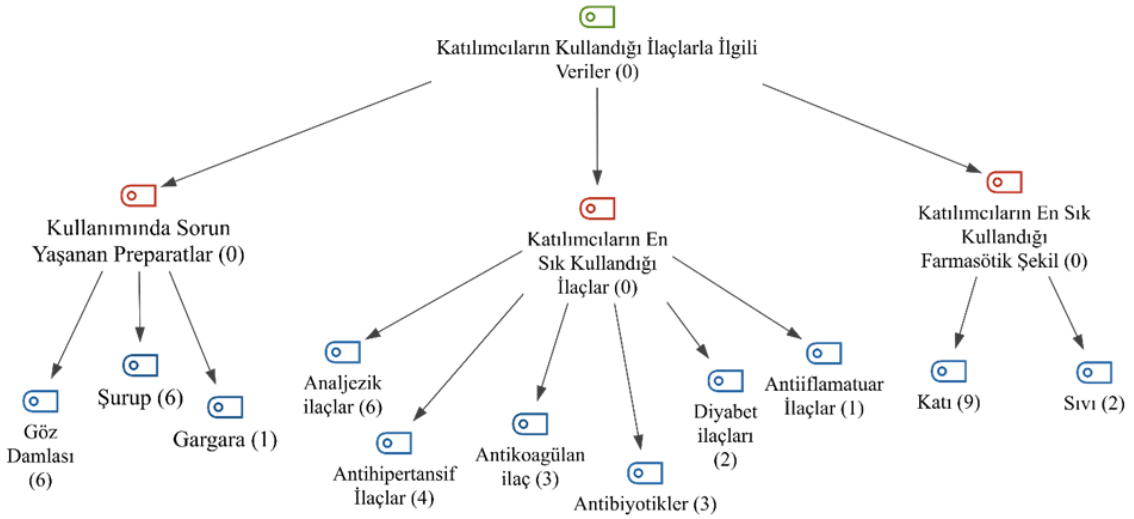 Katılımcıların Kullandığı İlaçlarla İlgili
Veriler (0)
Kullanımında Sorun
Yaşanan Preparatlar (0)
Göz
Damlası
(6)
Şurup (6)
Gargara (1)
Katılımcıların En
Sık Kullandığı
İlaçlar (0)
Analjezik
ilaçlar (6)
Antihipertansif
İlaçlar (4)
Antikoagülan
ilaç (3)
Antibiyotikler (3)
Diyabet
ilaçları
(2)
Antiiflamatuar
İlaçlar (1)
Katılımcıların En Sık
Kullandığı
Farmasötik Şekil (0)
Katı (9)
Sıvı (2)